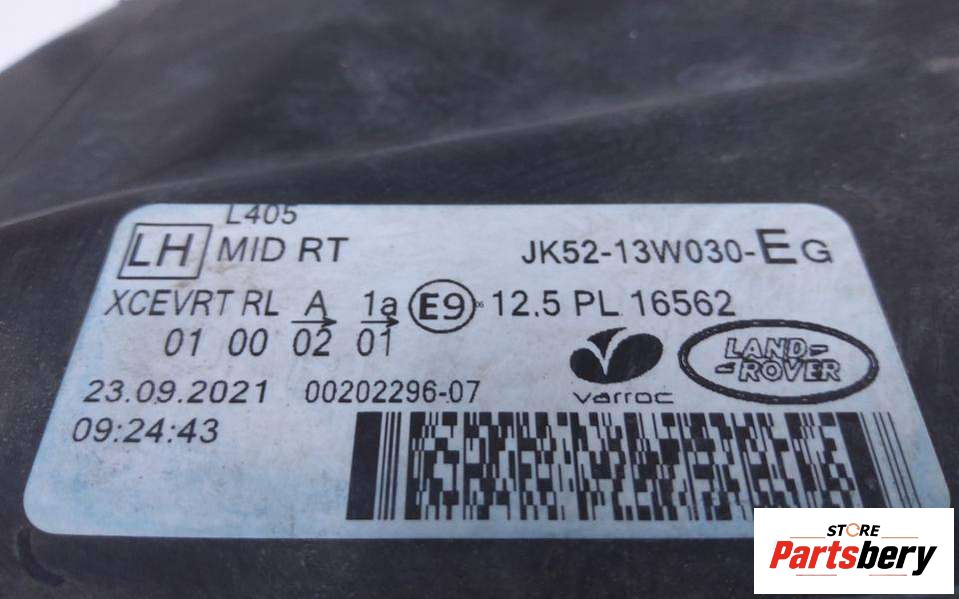 L405
LH MID RT JK52-13W030-EG
XCEVRT RL A 1a E9 06 12.5 PL 16562
01 00 02 01
23.09.2021 00202296-07
varroc
LAND-
-ROVER
09:24:43
STORE
Partsbery